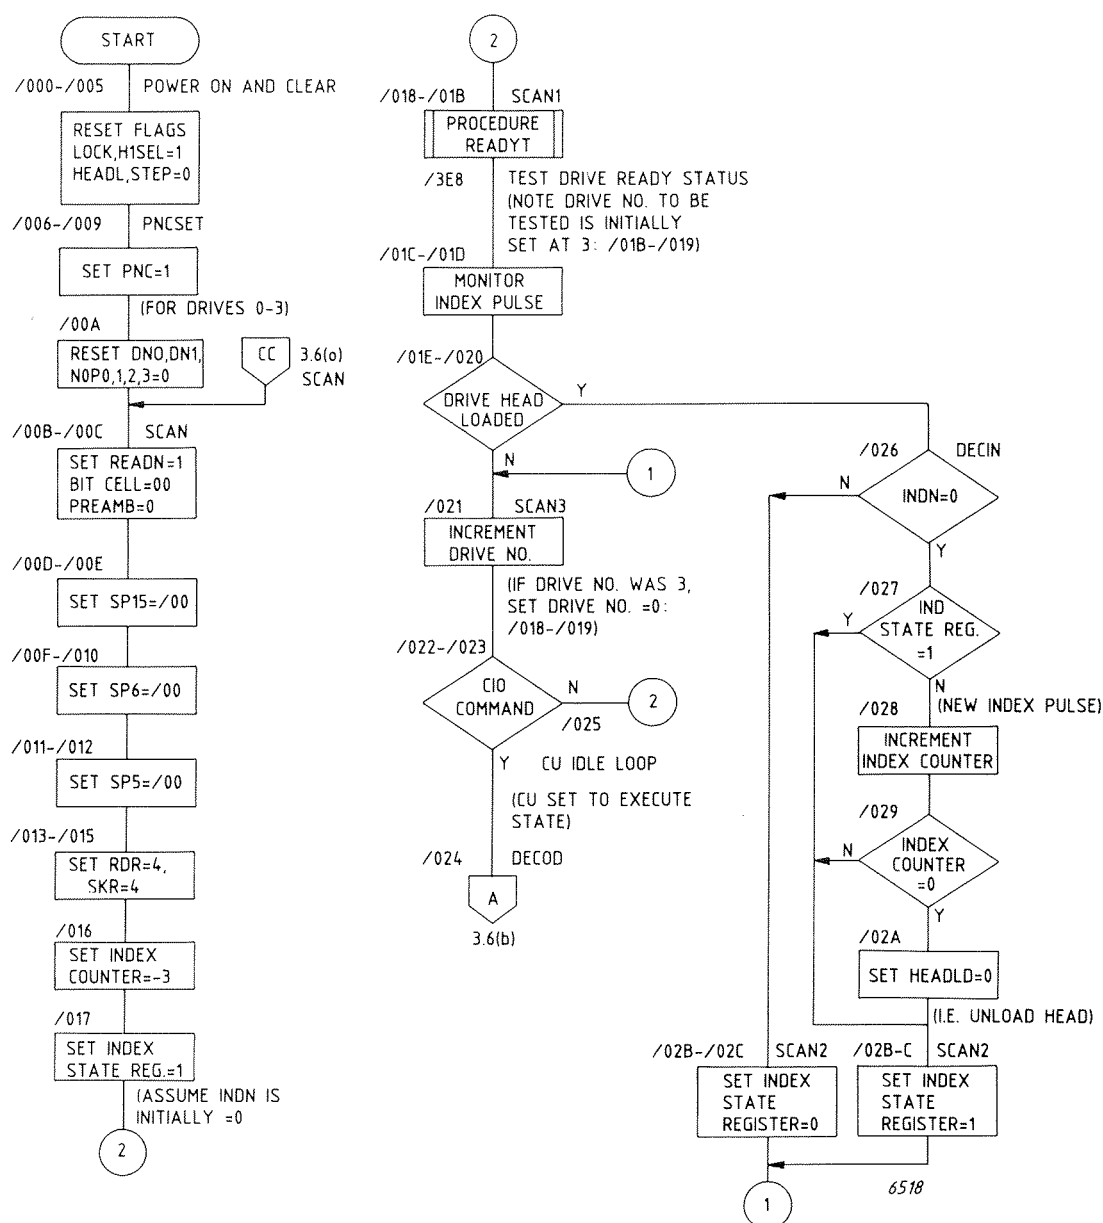 START
/000-/005 POWER ON AND CLEAR
RESET FLAGS
LOCK,H1SEL=1
HEADL,STEP=0
/006-/009 PNCSET
SET PNC=1
(FOR DRIVES 0-3)
/00A
RESET DN0,DN1,
N0P0,1,2,3=0
CC
3.6(o)
SCAN
/00B-/00C SCAN
SET READN=1
BIT CELL=00
PREAMB=0
/00D-/00E
SET SP15=/00
/00F-/010
SET SP6=/00
/011-/012
SET SP5=/00
/013-/015
SET RDR=4,
SKR=4
/016
SET INDEX
COUNTER=-3
/017
SET INDEX
STATE REG.=1
(ASSUME INDN IS
INITIALLY =0
2
2
/018-/01B SCAN1
PROCEDURE
READYT
/3E8
TEST DRIVE READY STATUS
(NOTE DRIVE NO. TO BE
TESTED IS INITIALLY
SET AT 3: /01B-/019)
/01C-/01D
MONITOR
INDEX PULSE
/01E-/020
DRIVE HEAD
LOADED
Y
N
1
/021 SCAN3
INCREMENT
DRIVE NO.
(IF DRIVE NO. WAS 3,
SET DRIVE NO. =0:
/018-/019)
/022-/023
CIO
COMMAND
N
/025
2
Y
CU IDLE LOOP
(CU SET TO EXECUTE
STATE)
/024 DECOD
A
3.6(b)
/026 DECIN
INDN=0
N
Y
/027
IND
STATE REG.
=1
Y
N
(NEW INDEX PULSE)
/028
INCREMENT
INDEX COUNTER
/029
INDEX
COUNTER
=0
N
Y
/02A
SET HEADLD=0
(I.E. UNLOAD HEAD)
/02B-/02C SCAN2
SET INDEX
STATE
REGISTER=0
/02B-C SCAN2
SET INDEX
STATE
REGISTER=1
6518
1